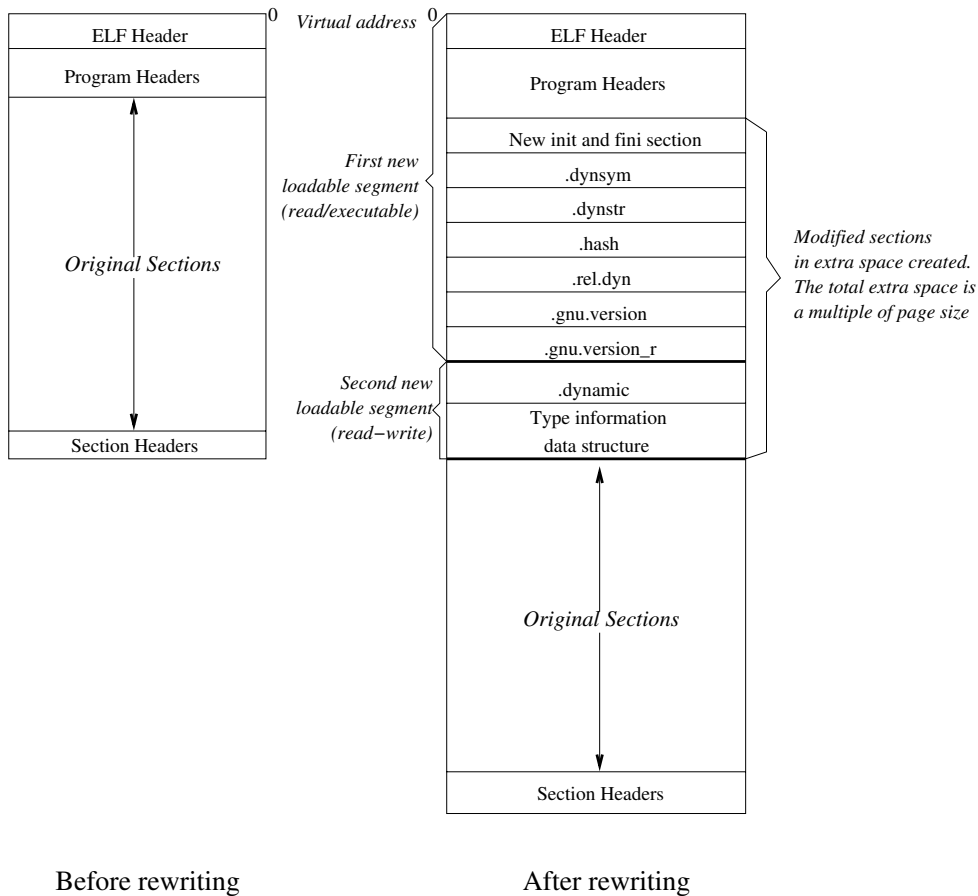 0
ELF Header
Program Headers
Original Sections
Section Headers
Before rewriting
Virtual address
0
First new
loadable segment
(read/executable)
Second new
loadable segment
(read−write)
ELF Header
Program Headers
New init and fini section
.dynsym
.dynstr
.hash
.rel.dyn
.gnu.version
.gnu.version_r
.dynamic
Type information
data structure
Original Sections
Section Headers
Modified sections
in extra space created.
The total extra space is
a multiple of page size
After rewriting